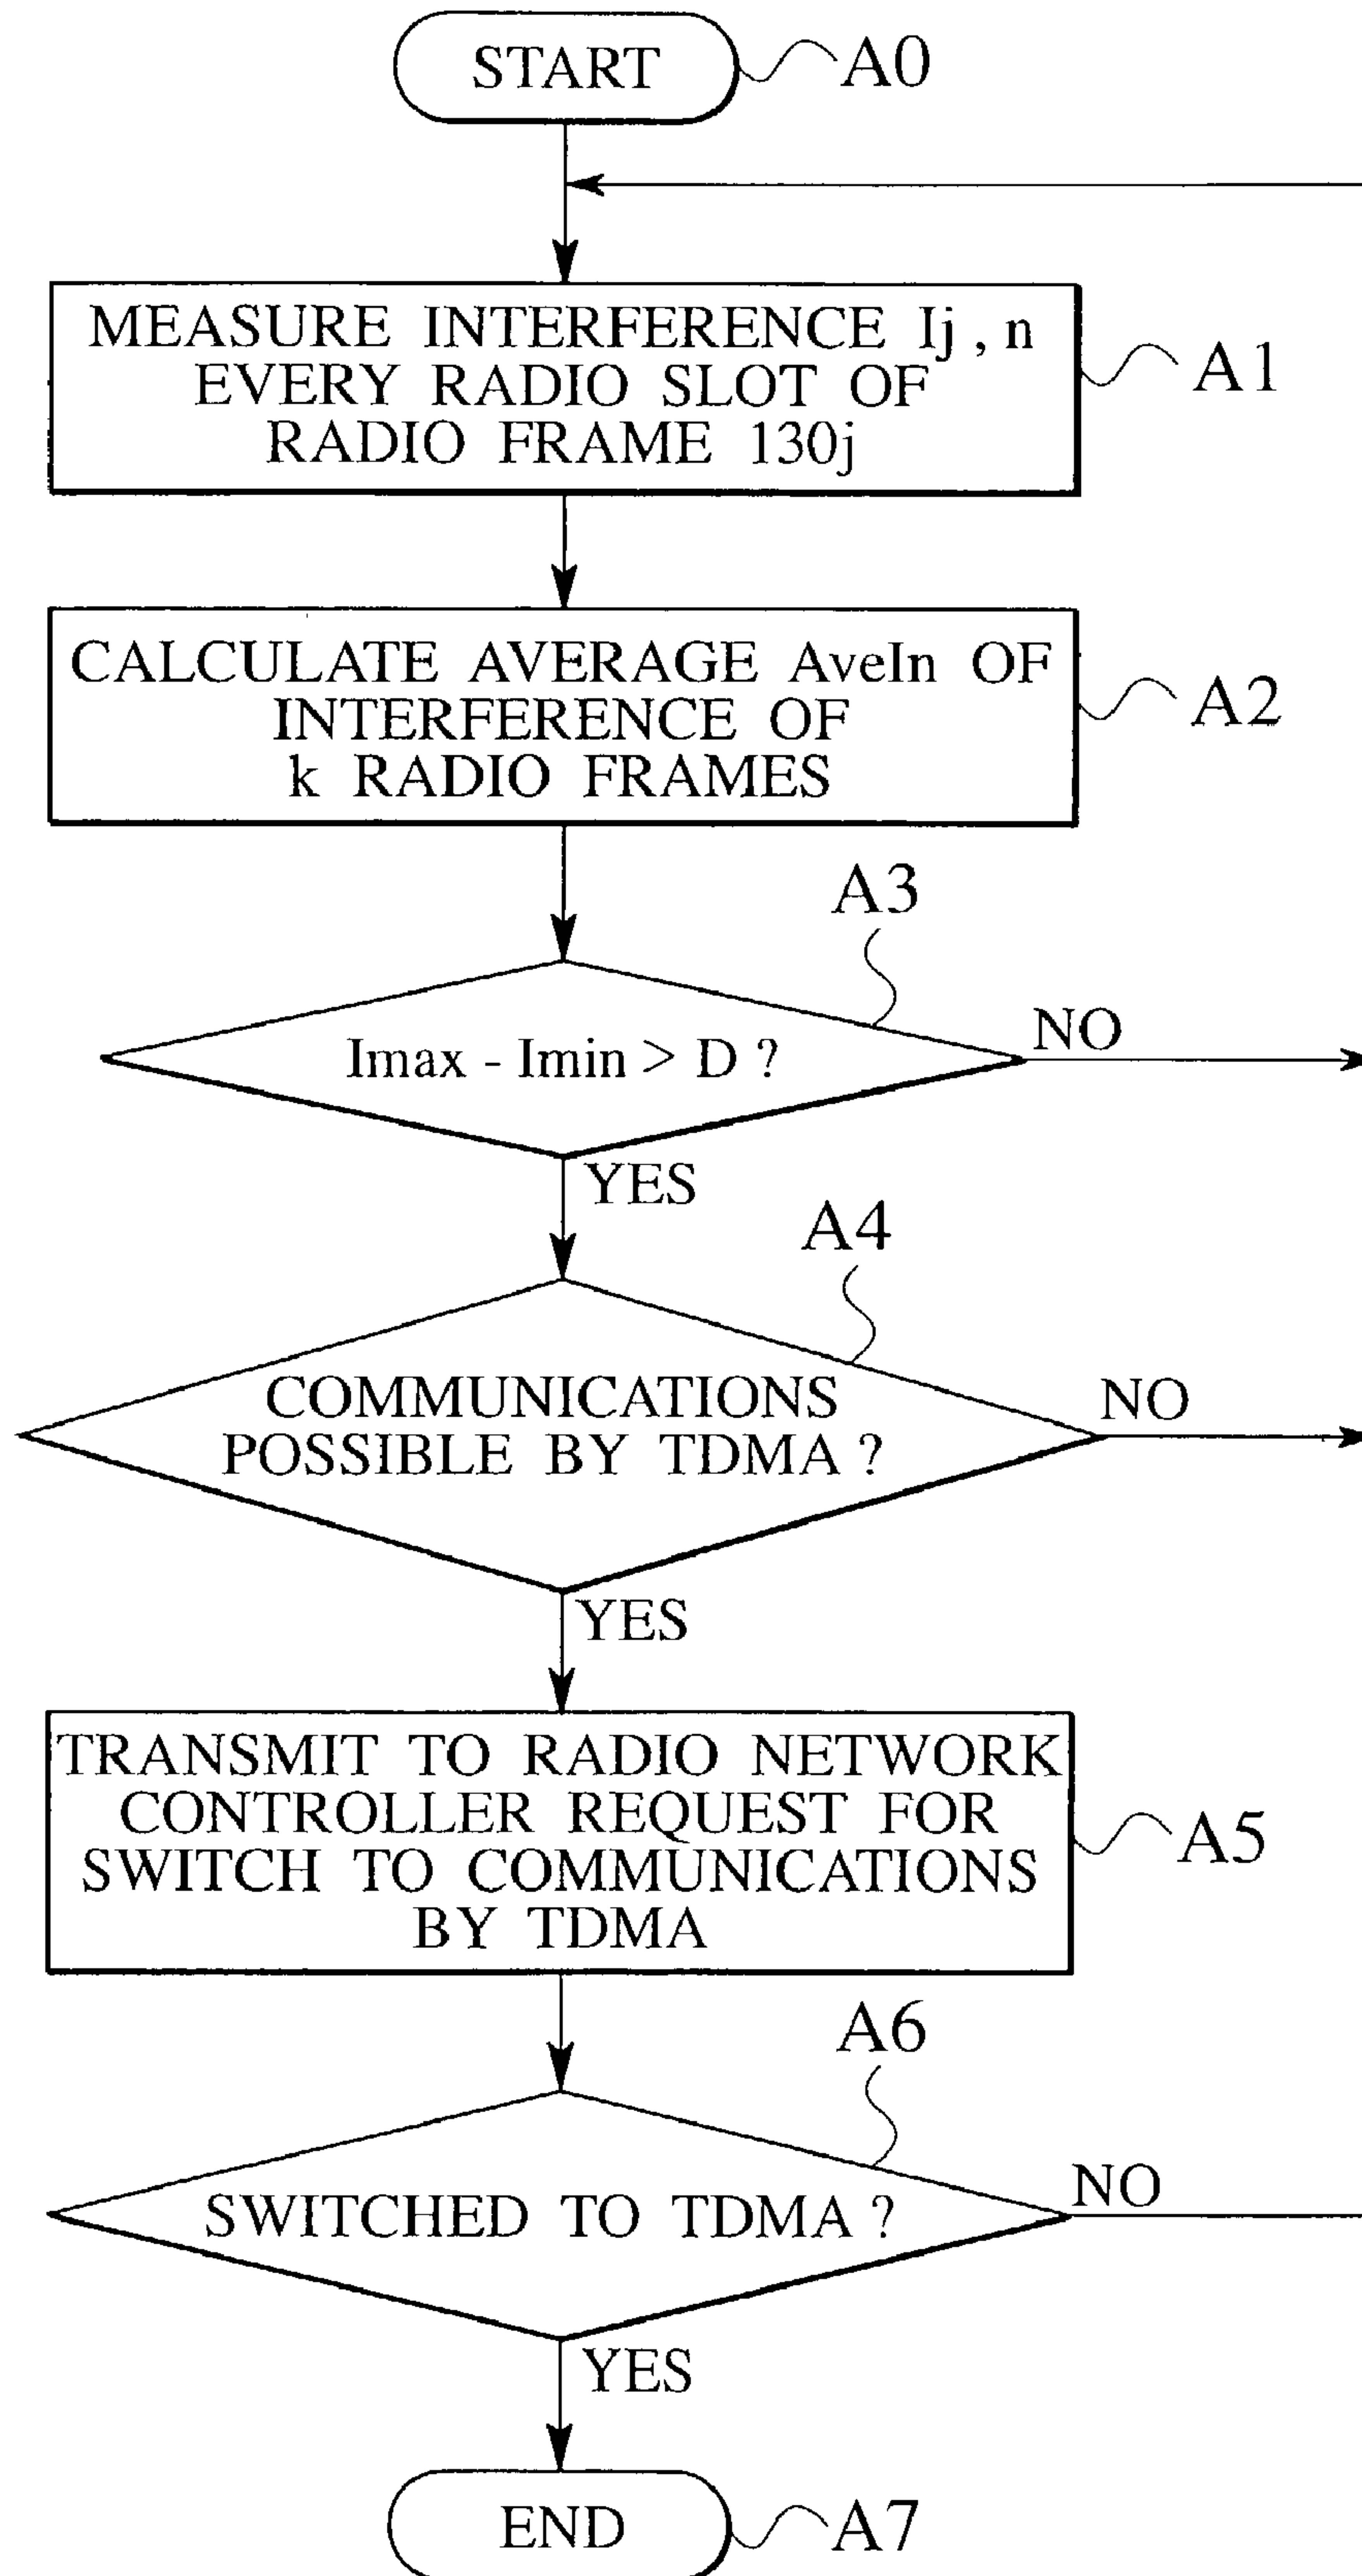 START
A0
MEASURE INTERFERENCE Ij , n
EVERY RADIO SLOT OF
RADIO FRAME 130j
A1
CALCULATE AVERAGE AveIn OF
INTERFERENCE OF
k RADIO FRAMES
A2
A3
Imax - Imin > D ?
NO
YES
A4
COMMUNICATIONS
POSSIBLE BY TDMA ?
NO
YES
TRANSMIT TO RADIO NETWORK
CONTROLLER REQUEST FOR
SWITCH TO COMMUNICATIONS
BY TDMA
A5
A6
SWITCHED TO TDMA ?
NO
YES
END
A7